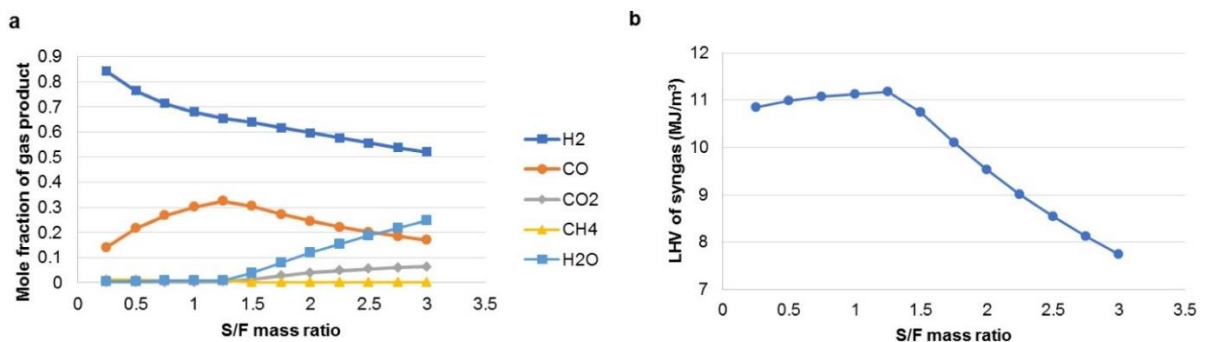 a
0.9
0.8
0.7
0.6
0.5
0.4
0.3
0.2
0.1
0
Mole fraction of gas product
0 0.5 1 1.5 2 2.5 3 3.5
S/F mass ratio
H2
CO
CO2
CH4
H2O
b
12
11
10
9
8
7
LHV of syngas (MJ/m³)
0 0.5 1 1.5 2 2.5 3 3.5
S/F mass ratio